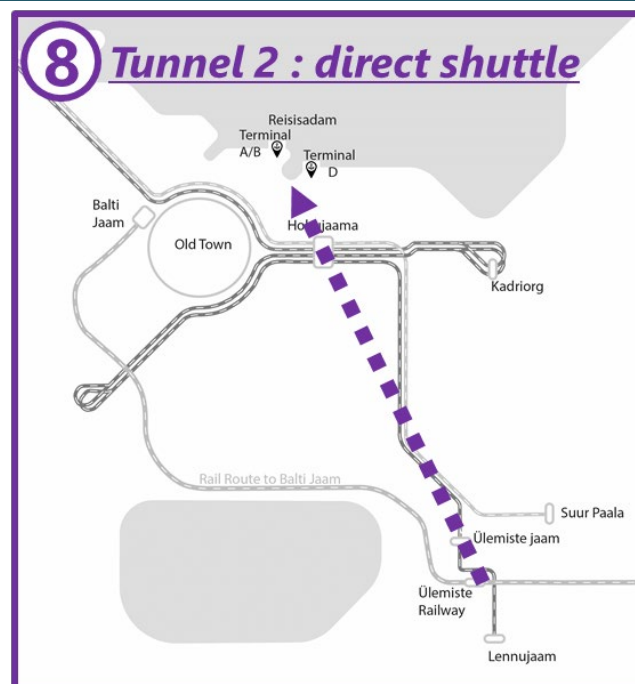 8 Tunnel 2 : direct shuttle
Reisisadam
Terminal
A/B
Terminal
D
Balti
Jaam
Old Town
Kadriorg
Rail Route to Balti Jaam
Suur Paala
Ülemiste jaam
Ülemiste
Railway
Lennujaam